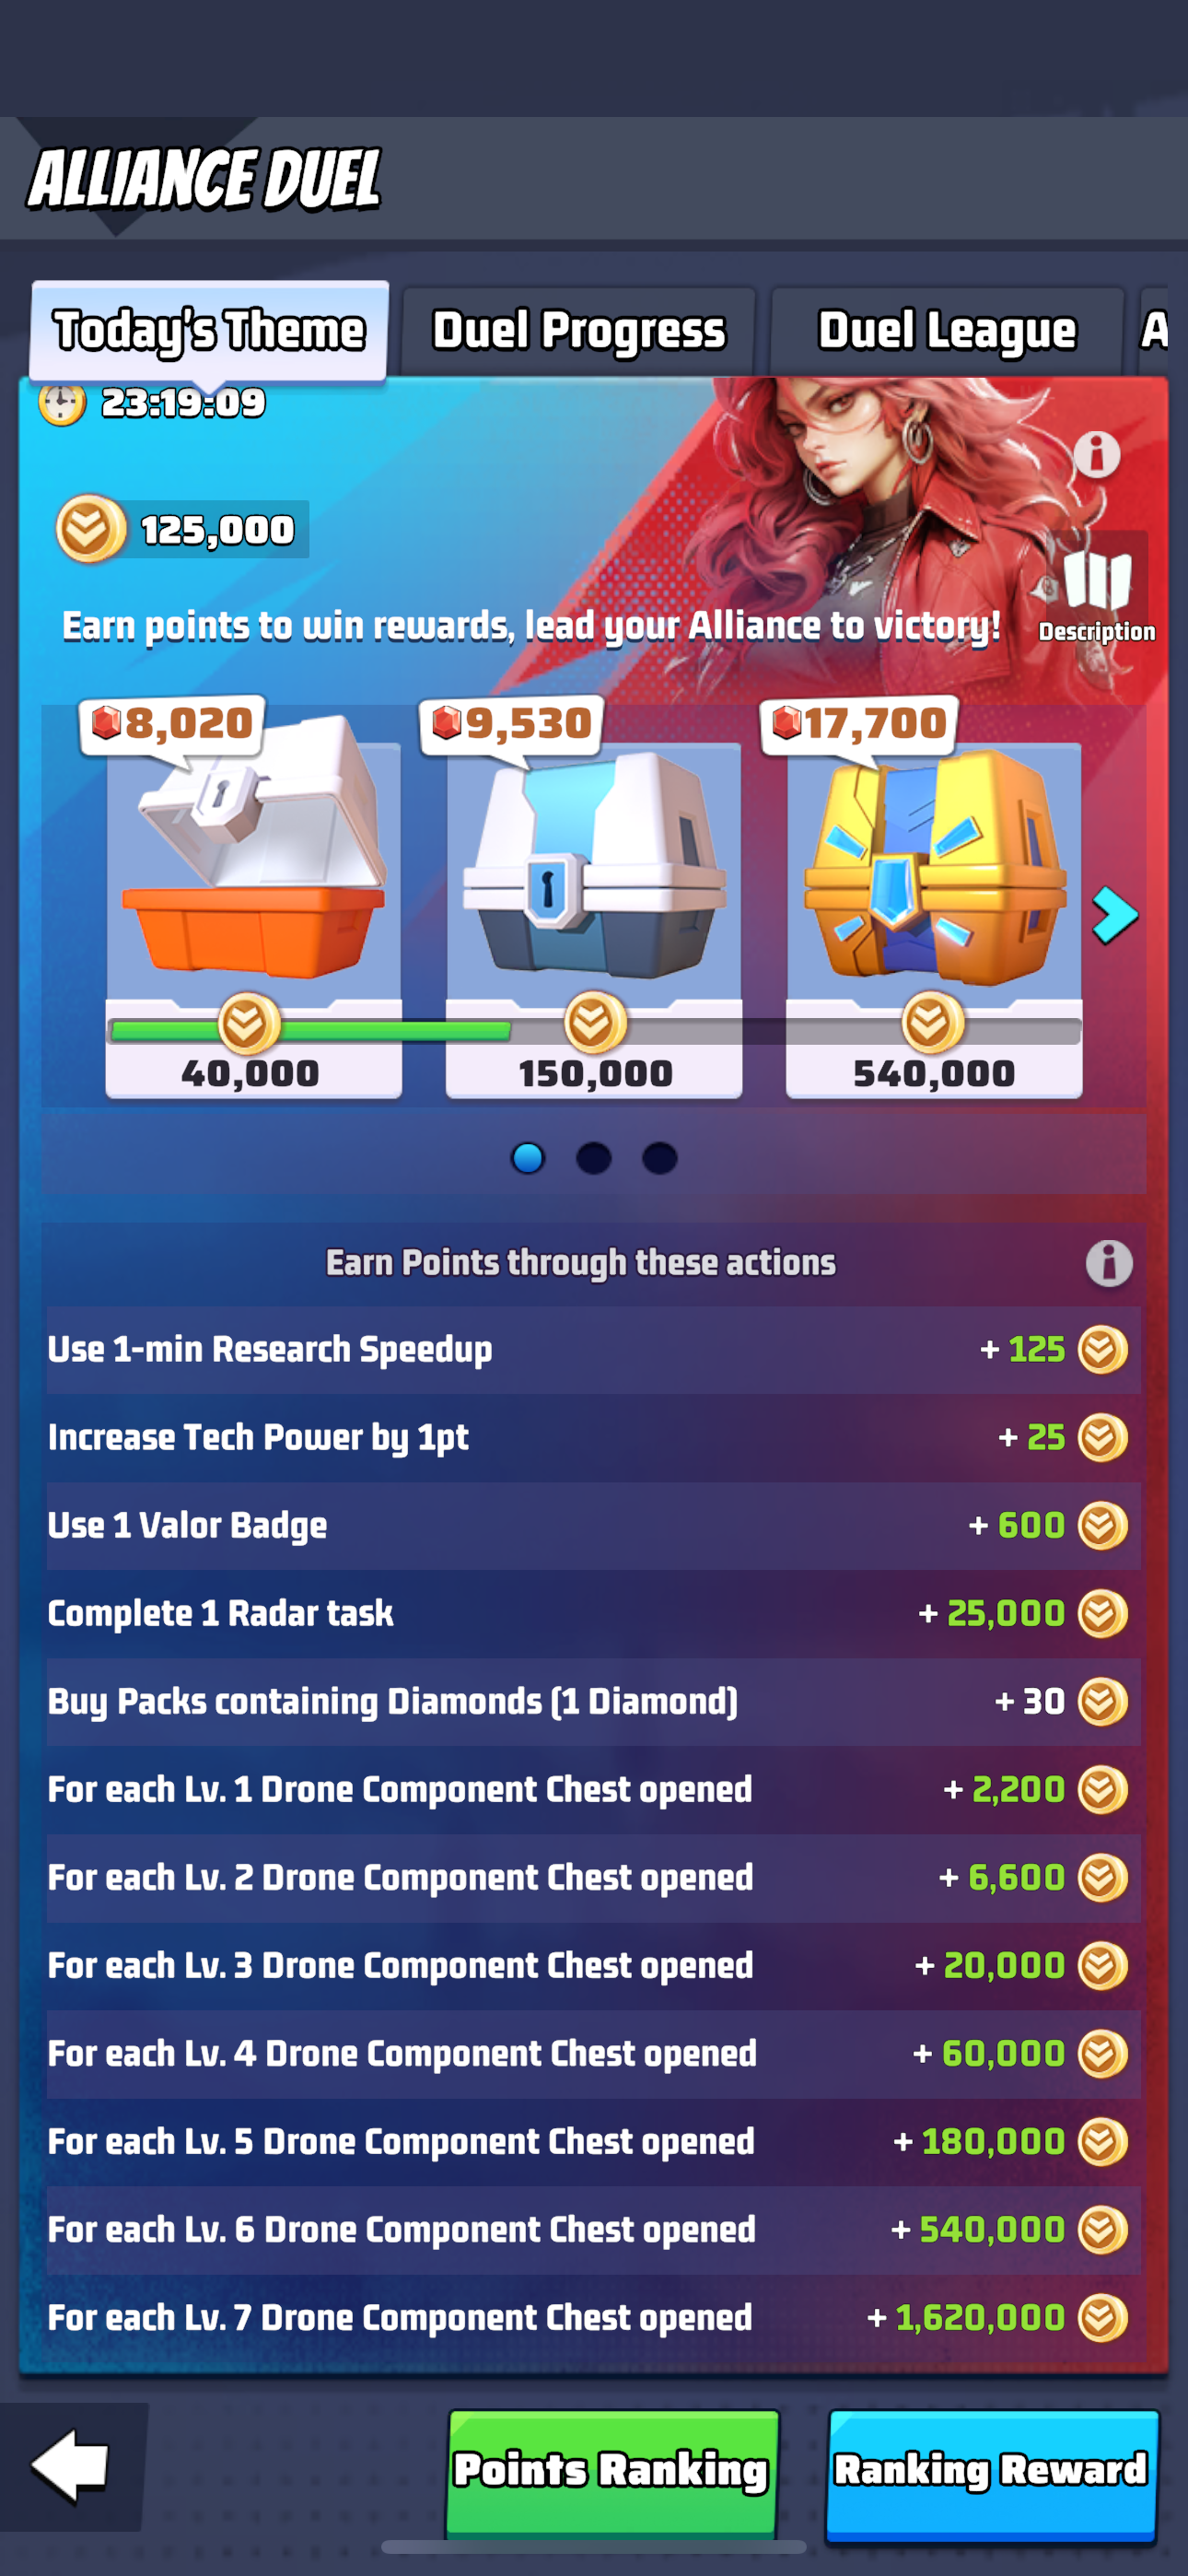 ALLIANCE DUEL
Today's Theme
Duel Progress
Duel League
A
23:19:09
125,000
Earn points to win rewards, lead your Alliance to victory!
Description
8,020
9,530
17,700
40,000
150,000
540,000
Earn Points through these actions
Use 1-min Research Speedup + 125
Increase Tech Power by 1pt + 25
Use 1 Valor Badge + 600
Complete 1 Radar task + 25,000
Buy Packs containing Diamonds (1 Diamond) + 30
For each Lv. 1 Drone Component Chest opened + 2,200
For each Lv. 2 Drone Component Chest opened + 6,600
For each Lv. 3 Drone Component Chest opened + 20,000
For each Lv. 4 Drone Component Chest opened + 60,000
For each Lv. 5 Drone Component Chest opened + 180,000
For each Lv. 6 Drone Component Chest opened + 540,000
For each Lv. 7 Drone Component Chest opened + 1,620,000
Points Ranking
Ranking Reward